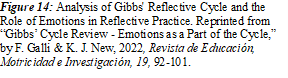 Figure 14: Analysis of Gibbs' Reflective Cycle and the
Role of Emotions in Reflective Practice. Reprinted from
“Gibbs’ Cycle Review - Emotions as a Part of the Cycle,”
by F. Galli & K. J. New, 2022, Revista de Educación,
Motricidad e Investigación, 19, 92-101.